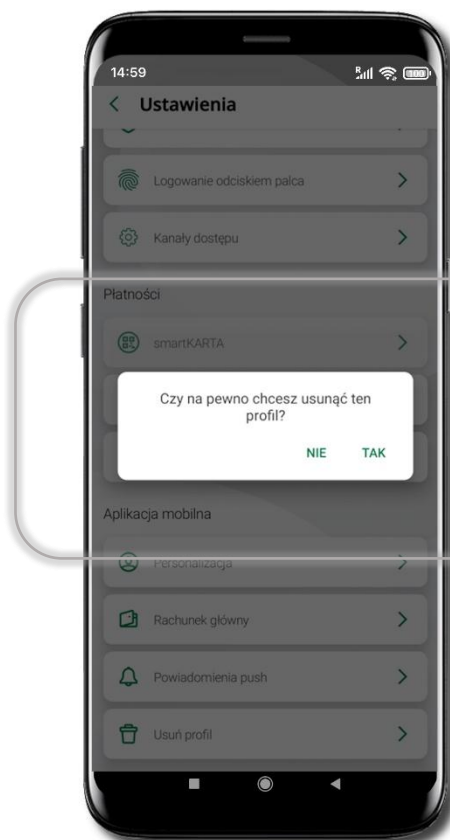 14:59
Ustawienia
Logowanie odciskiem palca
Kanały dostępu
Płatności
smartKARTA
Czy na pewno chcesz usunąć ten
profil?
NIE TAK
Aplikacja mobilna
Personalizacja
Rachunek główny
Powiadomienia push
Usuń profil